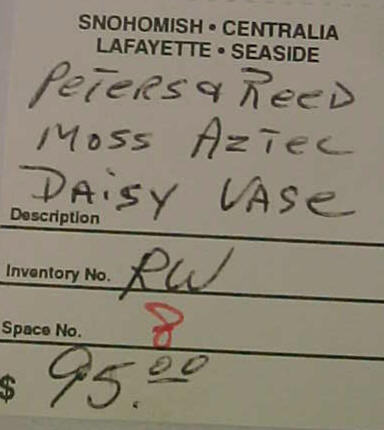 SNOHOMISH • CENTRALIA
LAFAYETTE • SEASIDE
PETERS & REED
MOSS AZTEC
DAISY VASE
Description
Inventory No. RW
Space No. 8
$ 95.00